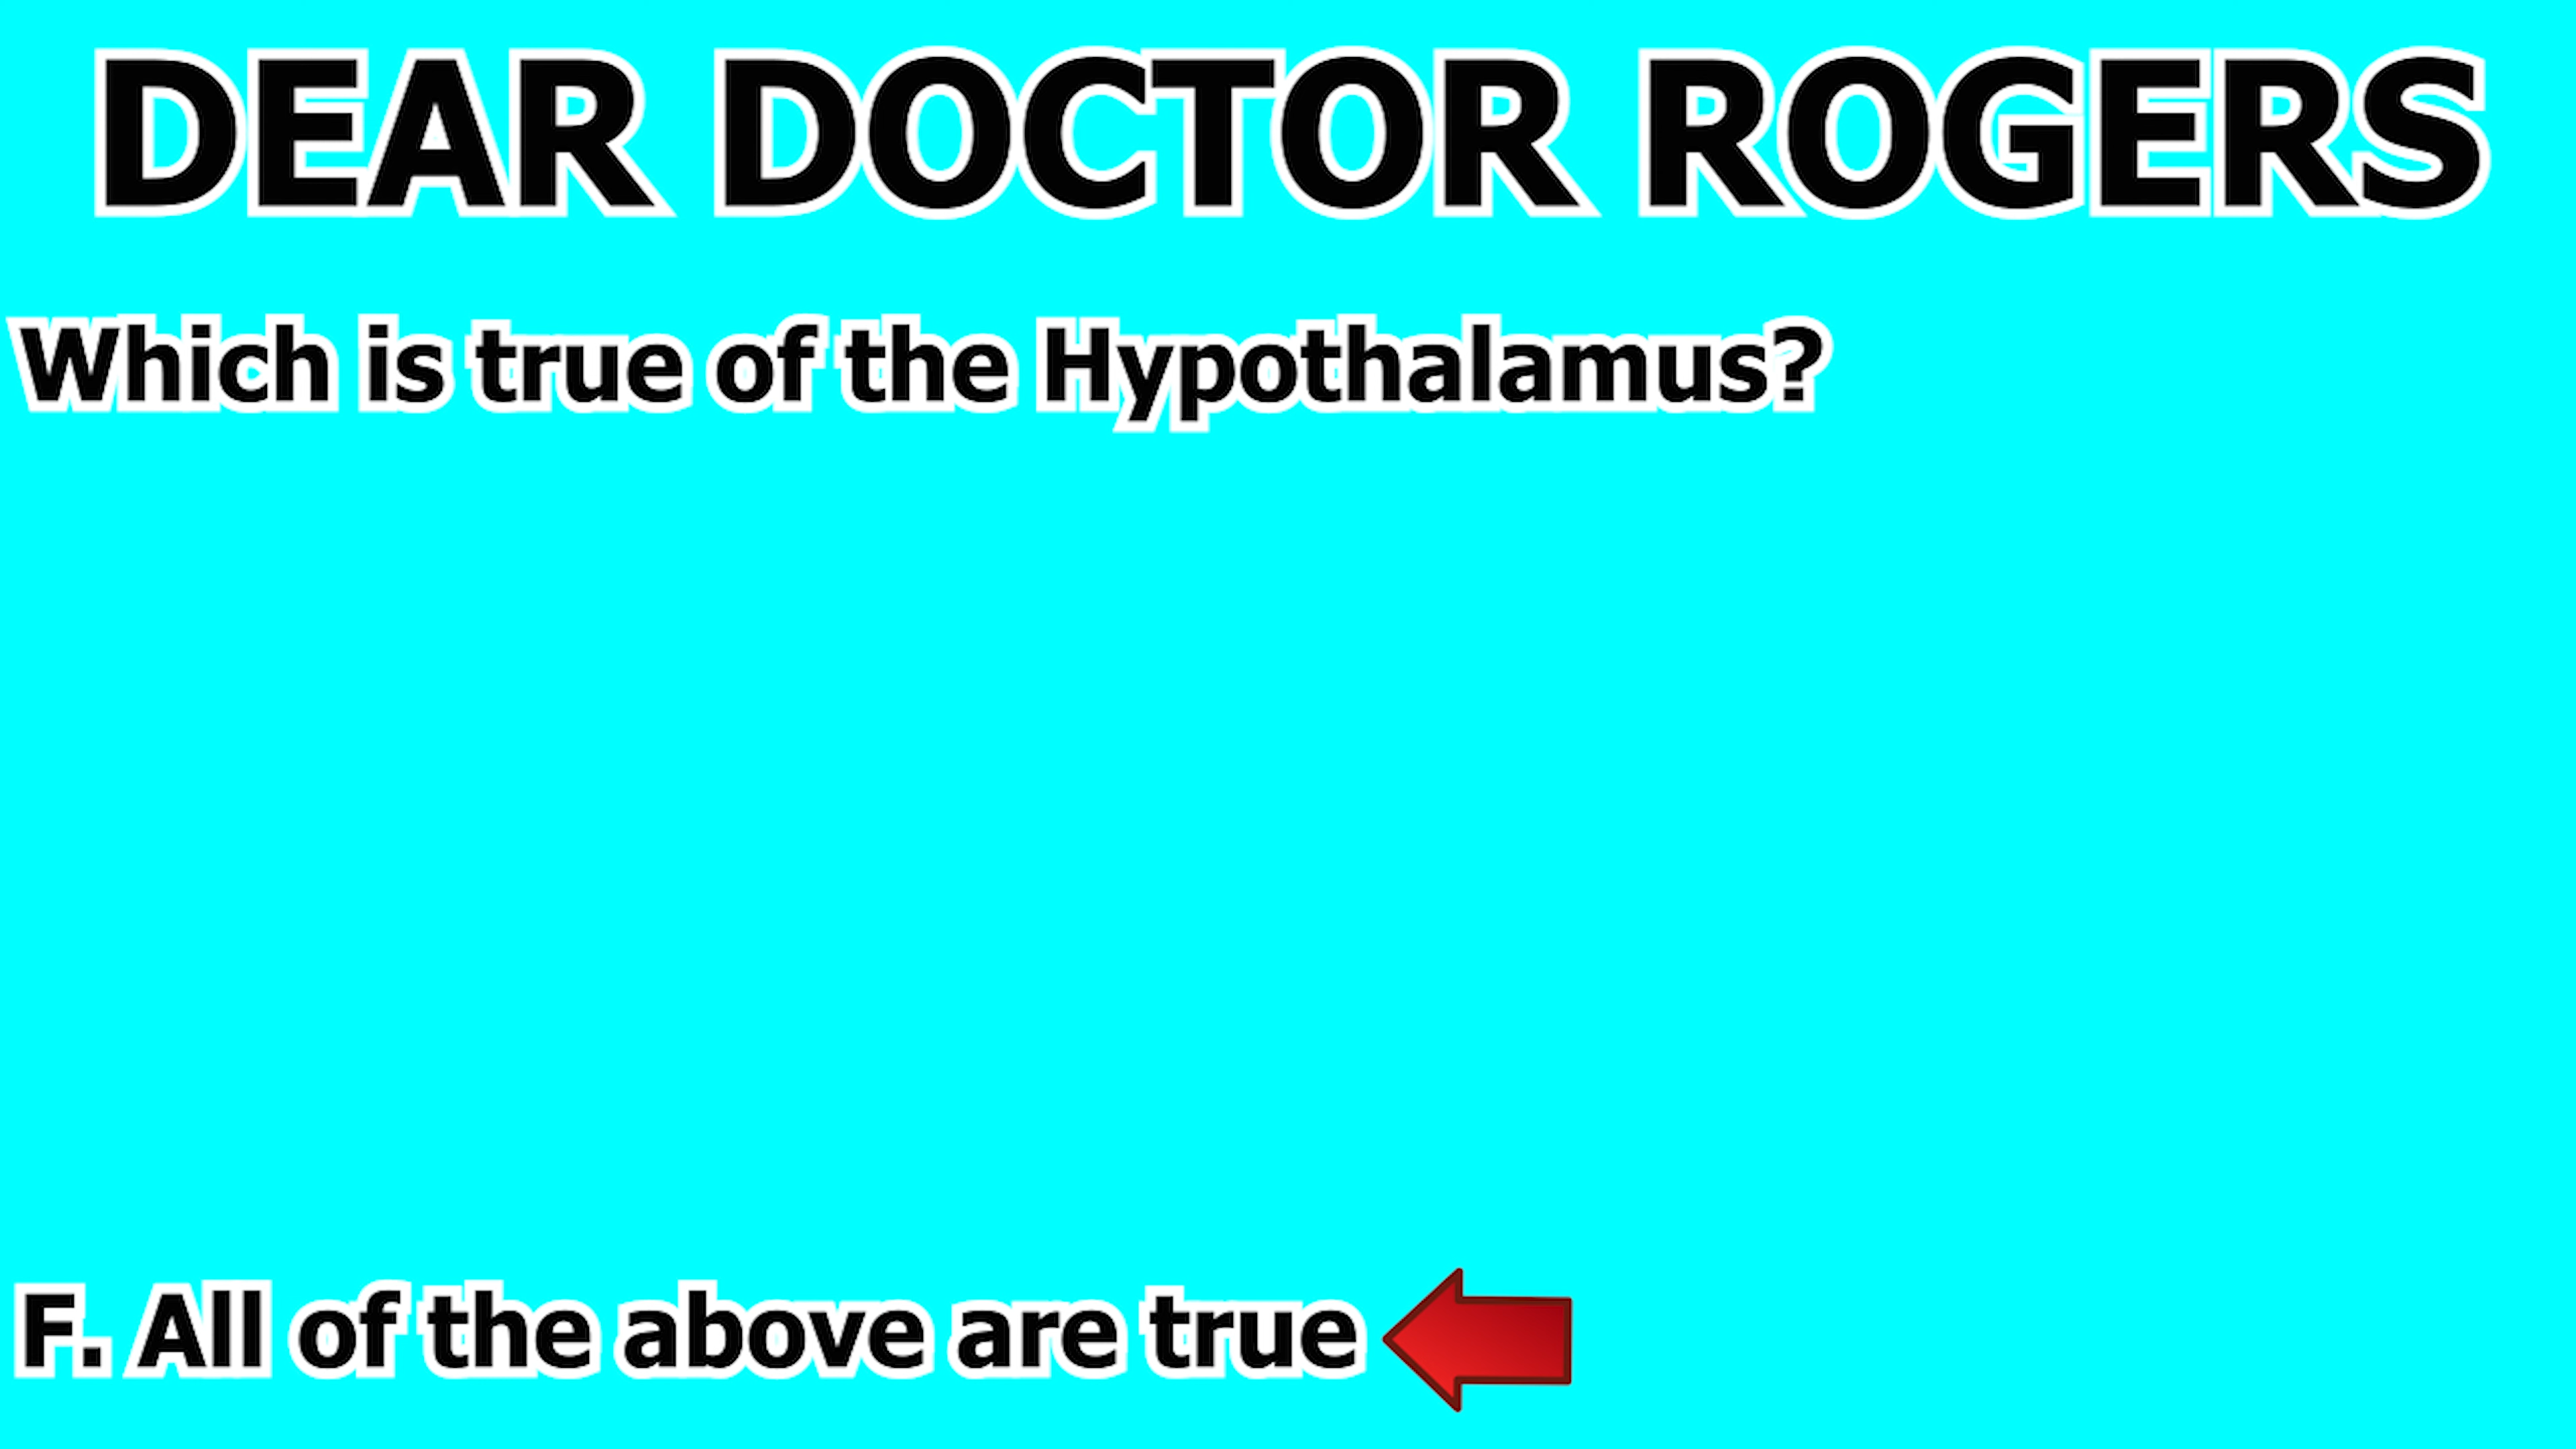 DEAR DOCTOR ROGERS
Which is true of the Hypothalamus?
F. All of the above are true